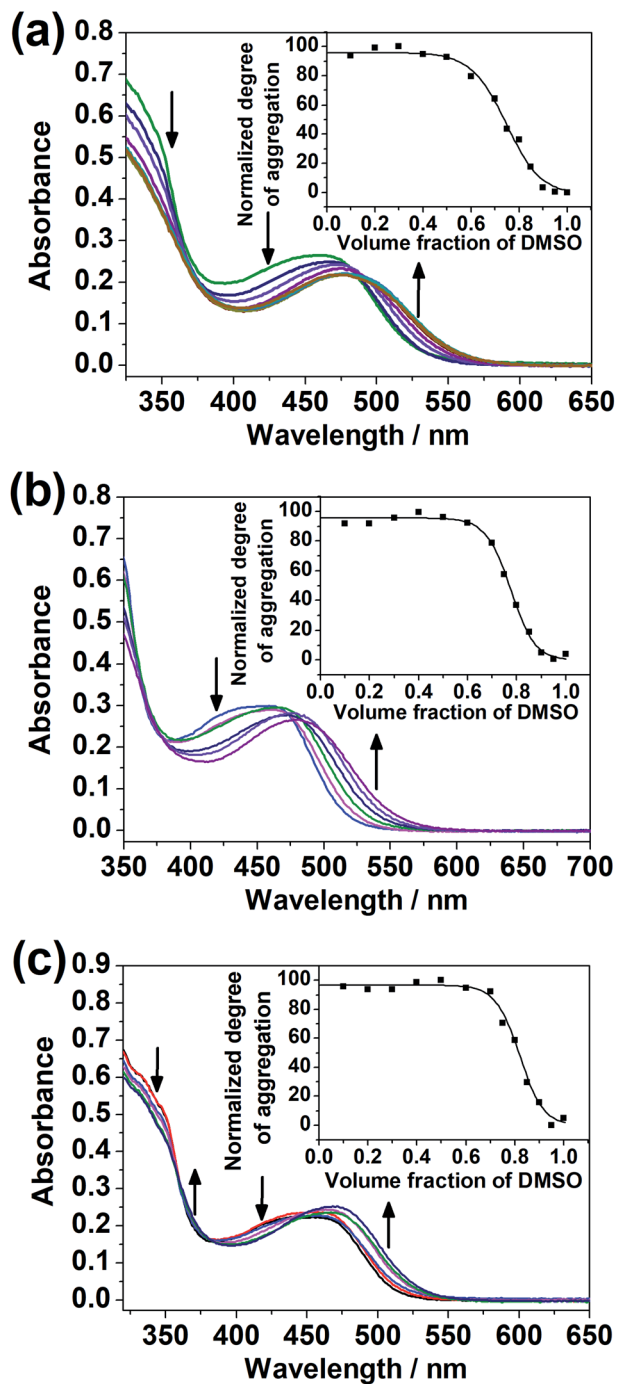 (a)
0.8
0.7
0.6
0.5
0.4
0.3
0.2
0.1
0.0
Absorbance
350 400 450 500 550 600 650
Wavelength / nm
Normalized degree
of aggregation
100
80
60
40
20
0
0.0 0.2 0.4 0.6 0.8 1.0
Volume fraction of DMSO
(b)
0.8
0.7
0.6
0.5
0.4
0.3
0.2
0.1
0.0
Absorbance
350 400 450 500 550 600 650 700
Wavelength / nm
Normalized degree
of aggregation
100
80
60
40
20
0
0.0 0.2 0.4 0.6 0.8 1.0
Volume fraction of DMSO
(c)
0.9
0.8
0.7
0.6
0.5
0.4
0.3
0.2
0.1
0.0
Absorbance
350 400 450 500 550 600 650
Wavelength / nm
Normalized degree
of aggregation
100
80
60
40
20
0
0.0 0.2 0.4 0.6 0.8 1.0
Volume fraction of DMSO